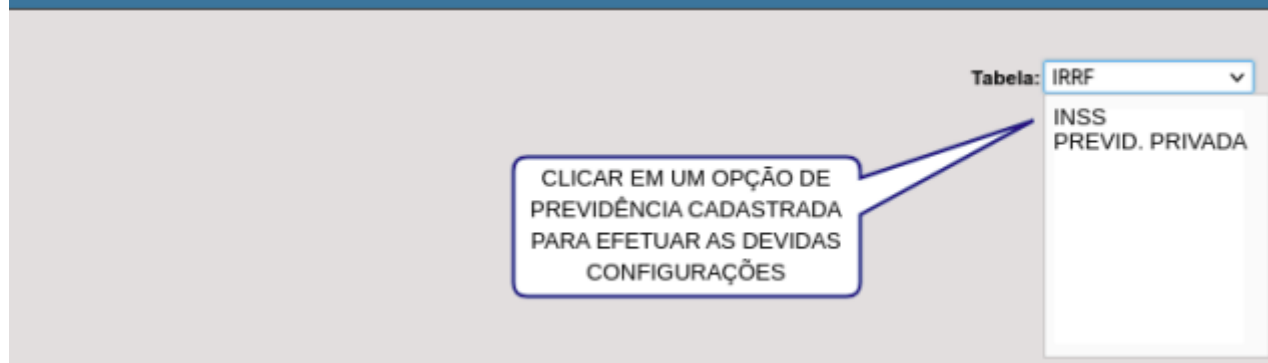 Tabela: IRRF
INSS
PREVID. PRIVADA
CLICAR EM UM OPÇÃO DE
PREVIDÊNCIA CADASTRADA
PARA EFETUAR AS DEVIDAS
CONFIGURAÇÕES